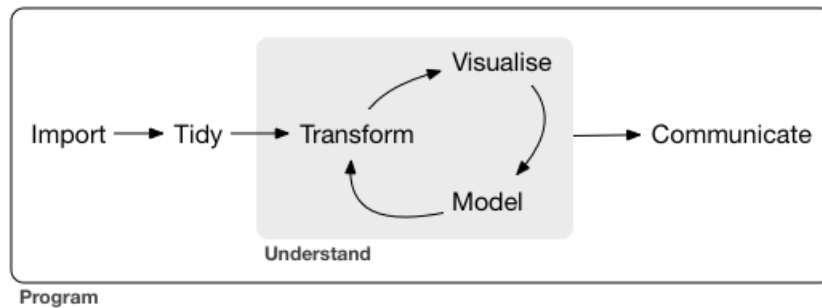 Visualise
Import
Tidy
Transform
Communicate
Model
Understand
Program